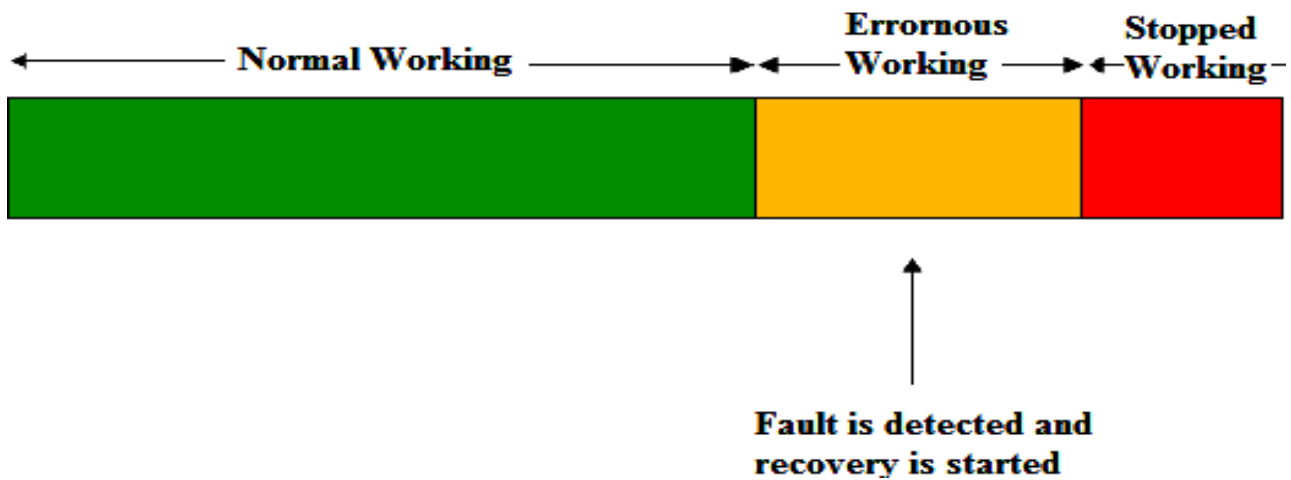 Normal Working
Errornous
Working
Stopped
Working
Fault is detected and
recovery is started